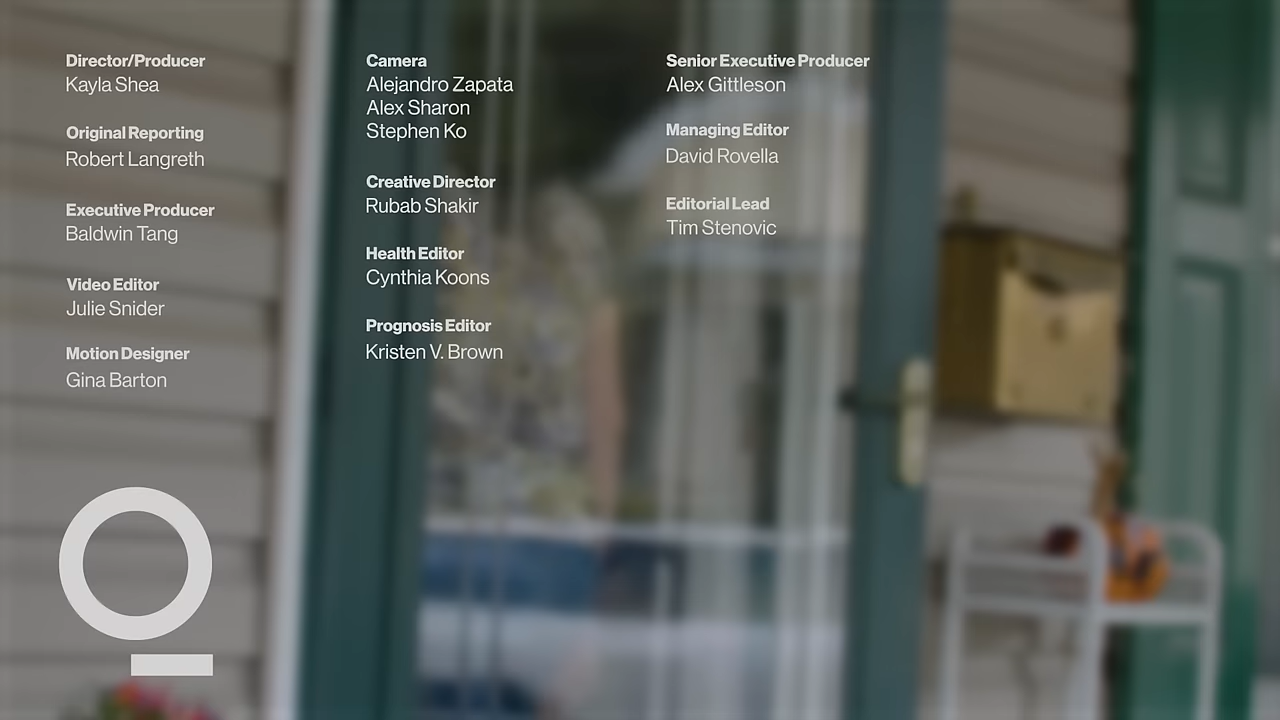 Director/Producer
Kayla Shea
Original Reporting
Robert Langreth
Executive Producer
Baldwin Tang
Video Editor
Julie Snider
Motion Designer
Gina Barton
Camera
Alejandro Zapata
Alex Sharon
Stephen Ko
Creative Director
Rubab Shakir
Health Editor
Cynthia Koons
Prognosis Editor
Kristen V. Brown
Senior Executive Producer
Alex Gittleson
Managing Editor
David Rovella
Editorial Lead
Tim Stenovic